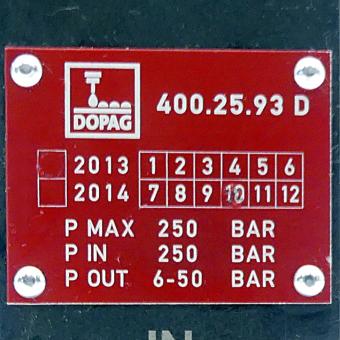 DOPAG
400.25.93 D
2013 1 2 3 4 5 6
2014 7 8 9 10 11 12
P MAX 250 BAR
P IN 250 BAR
P OUT 6-50 BAR
IN